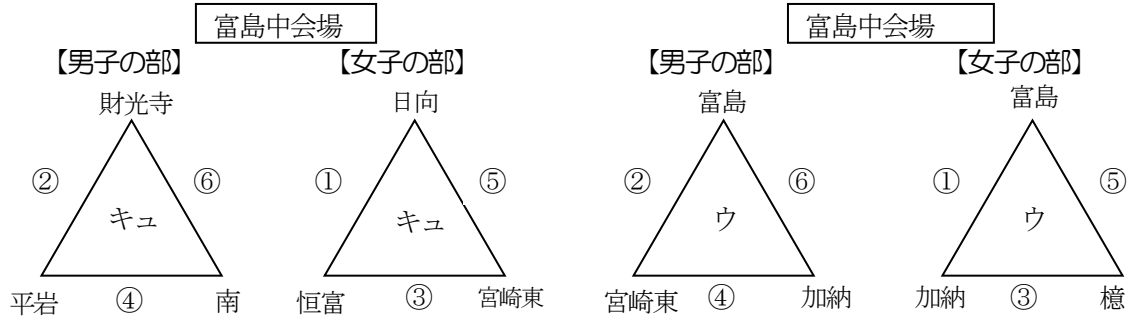 富島中会場 富島中会場
【男子の部】 【女子の部】 【男子の部】 【女子の部】
財光寺 日向 富島 富島
② ⑥ ① ⑤ ② ⑥ ① ⑤
キュ キュ ウ ウ
平岩 ④ 南 恒富 ③ 宮崎東 宮崎東 ④ 加納 加納 ③ 檍